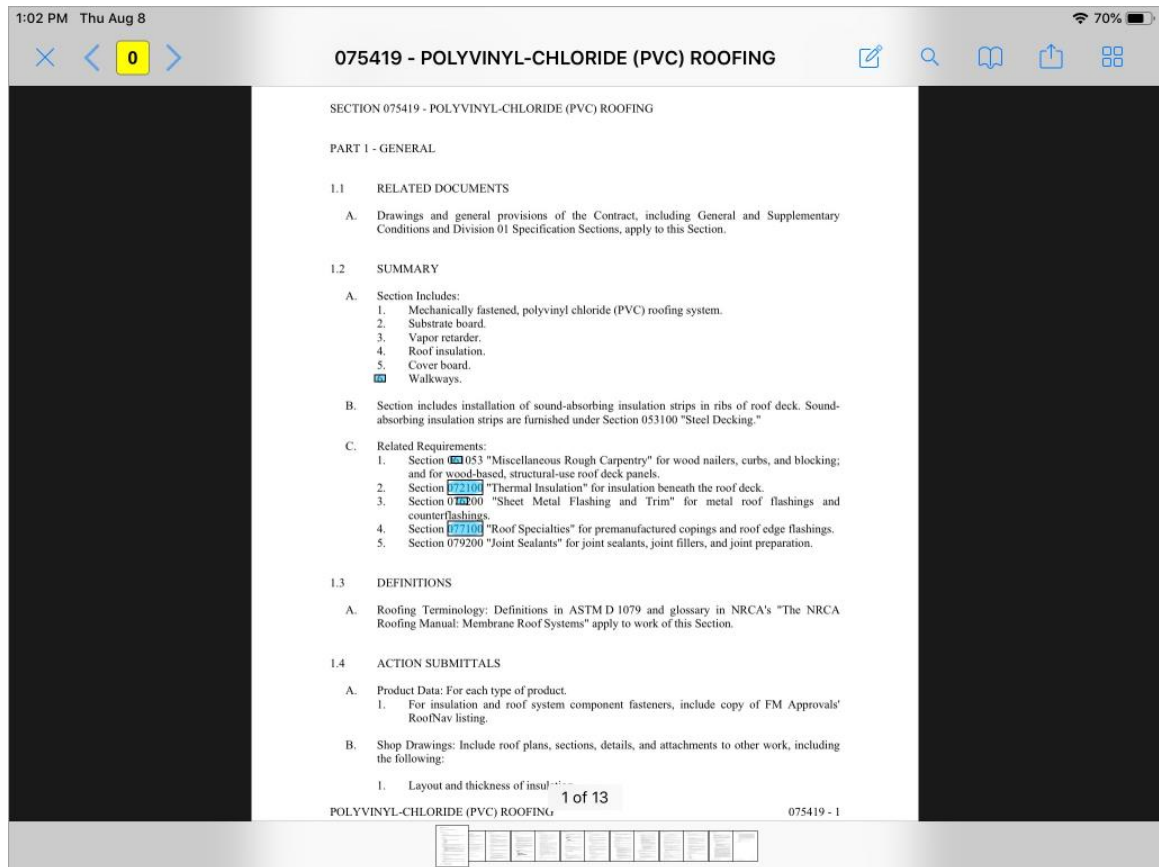 1:02 PM Thu Aug 8
70%
0
075419 - POLYVINYL-CHLORIDE (PVC) ROOFING
SECTION 075419 - POLYVINYL-CHLORIDE (PVC) ROOFING
PART 1 - GENERAL
1.1 RELATED DOCUMENTS
A. Drawings and general provisions of the Contract, including General and Supplementary
Conditions and Division 01 Specification Sections, apply to this Section.
1.2 SUMMARY
A. Section Includes:
1. Mechanically fastened, polyvinyl chloride (PVC) roofing system.
2. Substrate board.
3. Vapor retarder.
4. Roof insulation.
5. Cover board.
Walkways.
B. Section includes installation of sound-absorbing insulation strips in ribs of roof deck. Sound-
absorbing insulation strips are furnished under Section 053100 "Steel Decking."
C. Related Requirements:
1. Section 061053 "Miscellaneous Rough Carpentry" for wood nailers, curbs, and blocking;
and for wood-based, structural-use roof deck panels.
2. Section 072100 "Thermal Insulation" for insulation beneath the roof deck.
3. Section 076200 "Sheet Metal Flashing and Trim" for metal roof flashings and
counterflashings.
4. Section 077100 "Roof Specialties" for premanufactured copings and roof edge flashings.
5. Section 079200 "Joint Sealants" for joint sealants, joint fillers, and joint preparation.
1.3 DEFINITIONS
A. Roofing Terminology: Definitions in ASTM D 1079 and glossary in NRCA's "The NRCA
Roofing Manual: Membrane Roof Systems" apply to work of this Section.
1.4 ACTION SUBMITTALS
A. Product Data: For each type of product.
1. For insulation and roof system component fasteners, include copy of FM Approvals'
RoofNav listing.
B. Shop Drawings: Include roof plans, sections, details, and attachments to other work, including
the following:
1. Layout and thickness of
1 of 13
POLYVINYL-CHLORIDE (PVC) ROOFING 075419 - 1